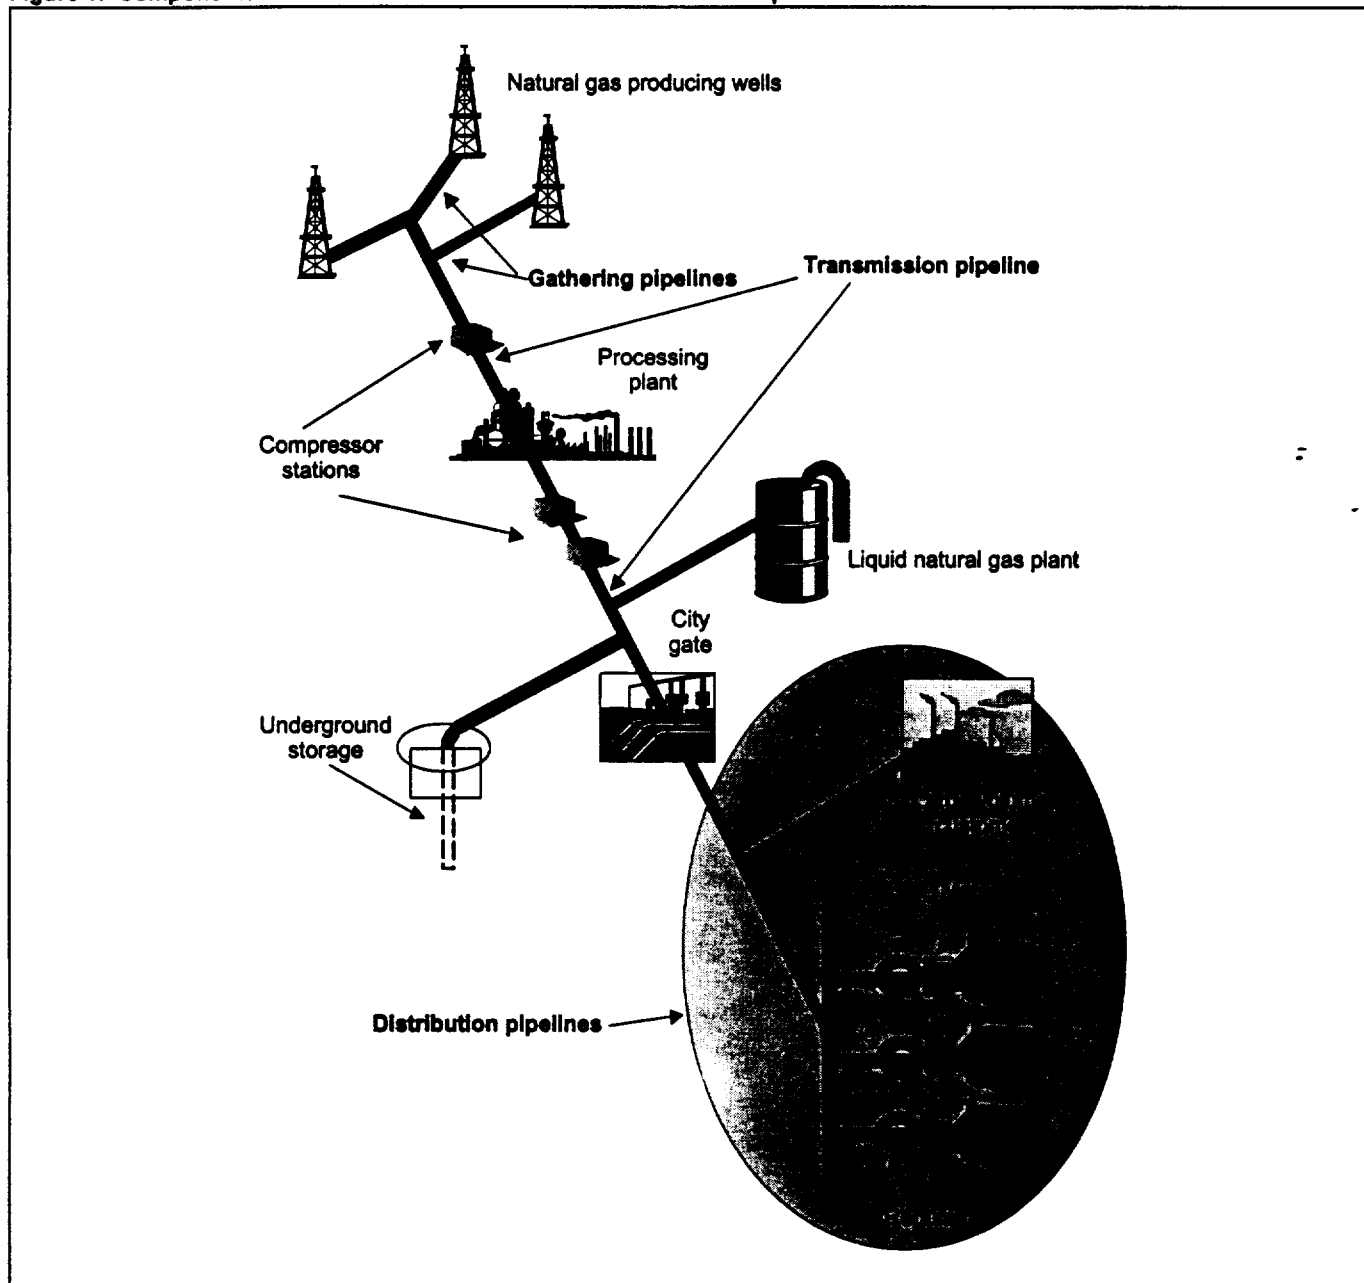 Natural gas producing wells
Gathering pipelines
Transmission pipeline
Processing
plant
Compressor
stations
Liquid natural gas plant
City
gate
Underground
storage
Distribution pipelines